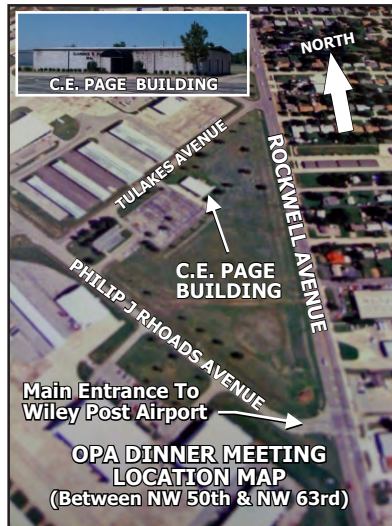 C.E. PAGE BUILDING
NORTH
TULAKES AVENUE
ROCKWELL AVENUE
C.E. PAGE
BUILDING
PHILIP J RHOADS AVENUE
Main Entrance To
Wiley Post Airport
OPA DINNER MEETING
LOCATION MAP
(Between NW 50th & NW 63rd)